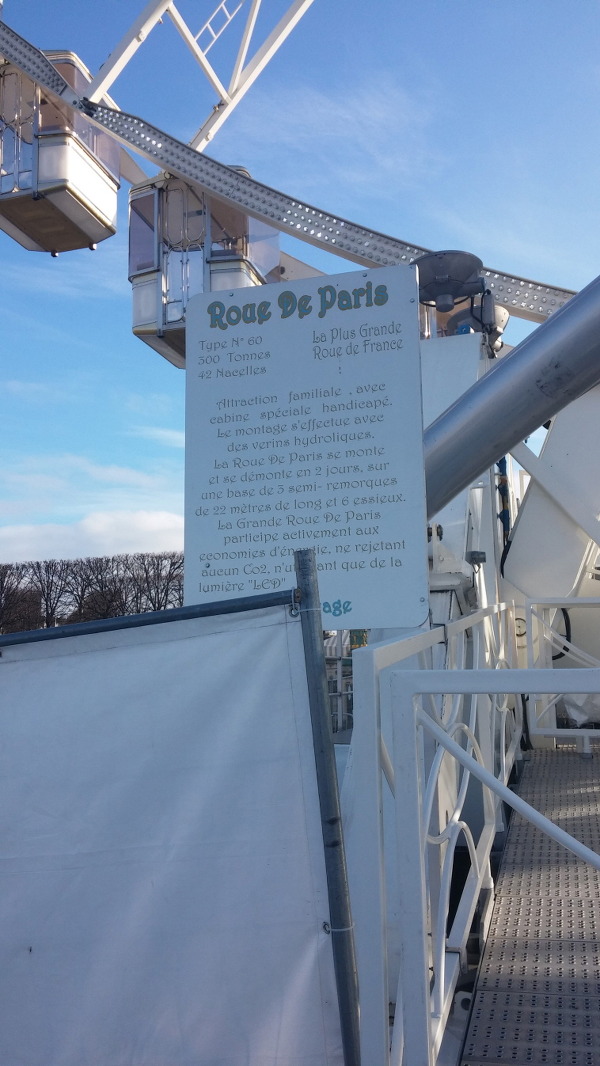 Roue De Paris
Type N° 60
300 Tonnes
42 Nacelles
La Plus Grande
Roue de France
:
Attraction familiale , avec
cabine spéciale handicapé.
Le montage s'effectue avec
des verins hydroliques.
La Roue De Paris se monte
et se démonte en 2 jours, sur
une base de 3 semi- remorques
de 22 mètres de long et 6 essieux.
La Grande Roue De Paris
participe activement aux
economies ne rejetant
aucun Co2, que de la
lumière "LED"